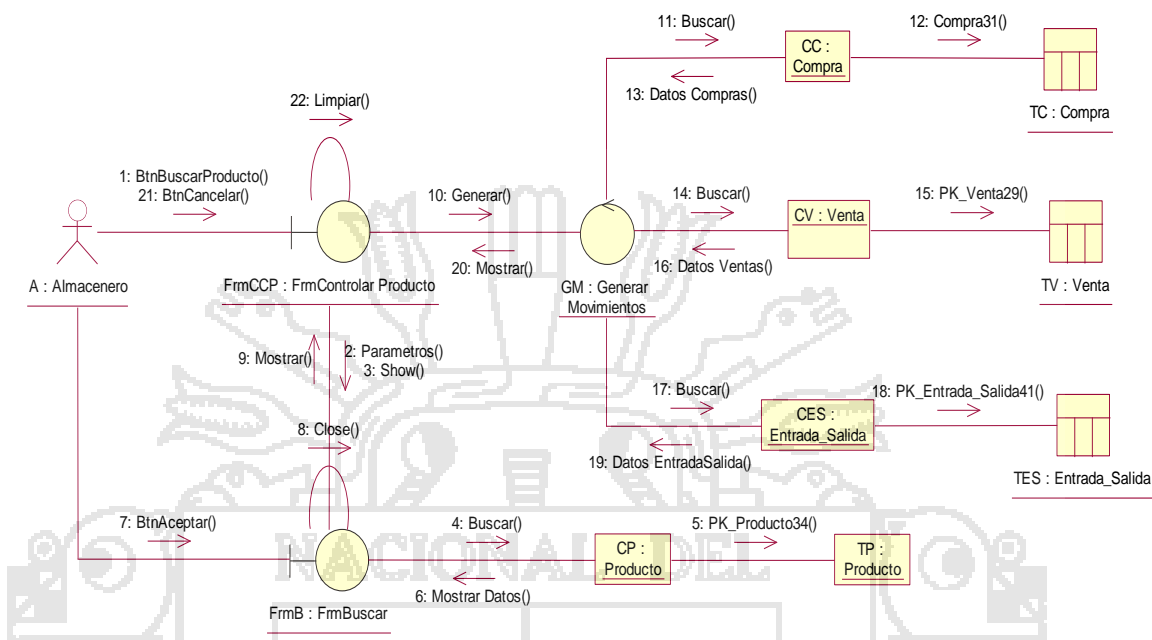 11: Buscar()
12: Compra31()
CC :
Compra
13: Datos Compras()
TC : Compra
22: Limpiar()
1: BtnBuscarProducto()
21: BtnCancelar()
10: Generar()
14: Buscar()
15: PK_Venta29()
CV : Venta
20: Mostrar()
16: Datos Ventas()
A : Almacenero
FrmCCP : FrmControlar Producto
GM : Generar
Movimientos
TV : Venta
9: Mostrar()
2: Parametros()
3: Show()
17: Buscar()
18: PK_Entrada_Salida41()
CES :
Entrada_Salida
8: Close()
19: Datos EntradaSalida()
TES : Entrada_Salida
7: BtnAceptar()
4: Buscar()
5: PK_Producto34()
CP :
Producto
TP :
Producto
6: Mostrar Datos()
FrmB : FrmBuscar
NACIONAL DEL